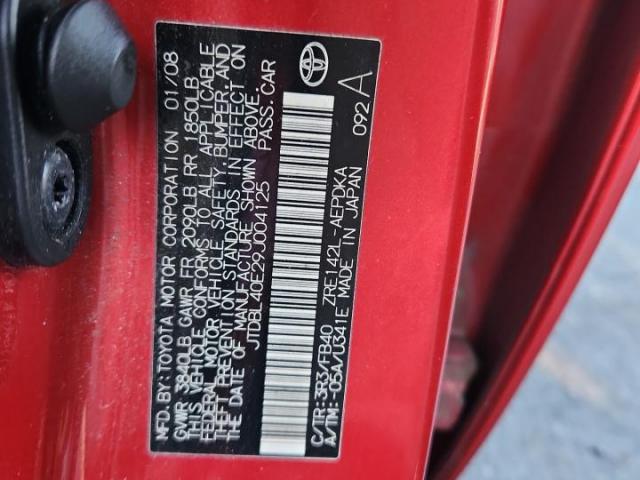 MFD. BY: TOYOTA MOTOR CORPORATION 01/08
GVWR 3840LB GAWR FR 2090LB RR 1850LB
THIS VEHICLE CONFORMS TO ALL APPLICABLE
FEDERAL MOTOR VEHICLE SAFETY, BUMPER, AND
THEFT PREVENTION STANDARDS IN EFFECT ON
THE DATE OF MANUFACTURE SHOWN ABOVE.
JTDBL40E29J004125 PASS. CAR
C/TR: 3R3/FB40 ZRE142L-AEPDKA
A/TM: -05A/U341E MADE IN JAPAN
092 A